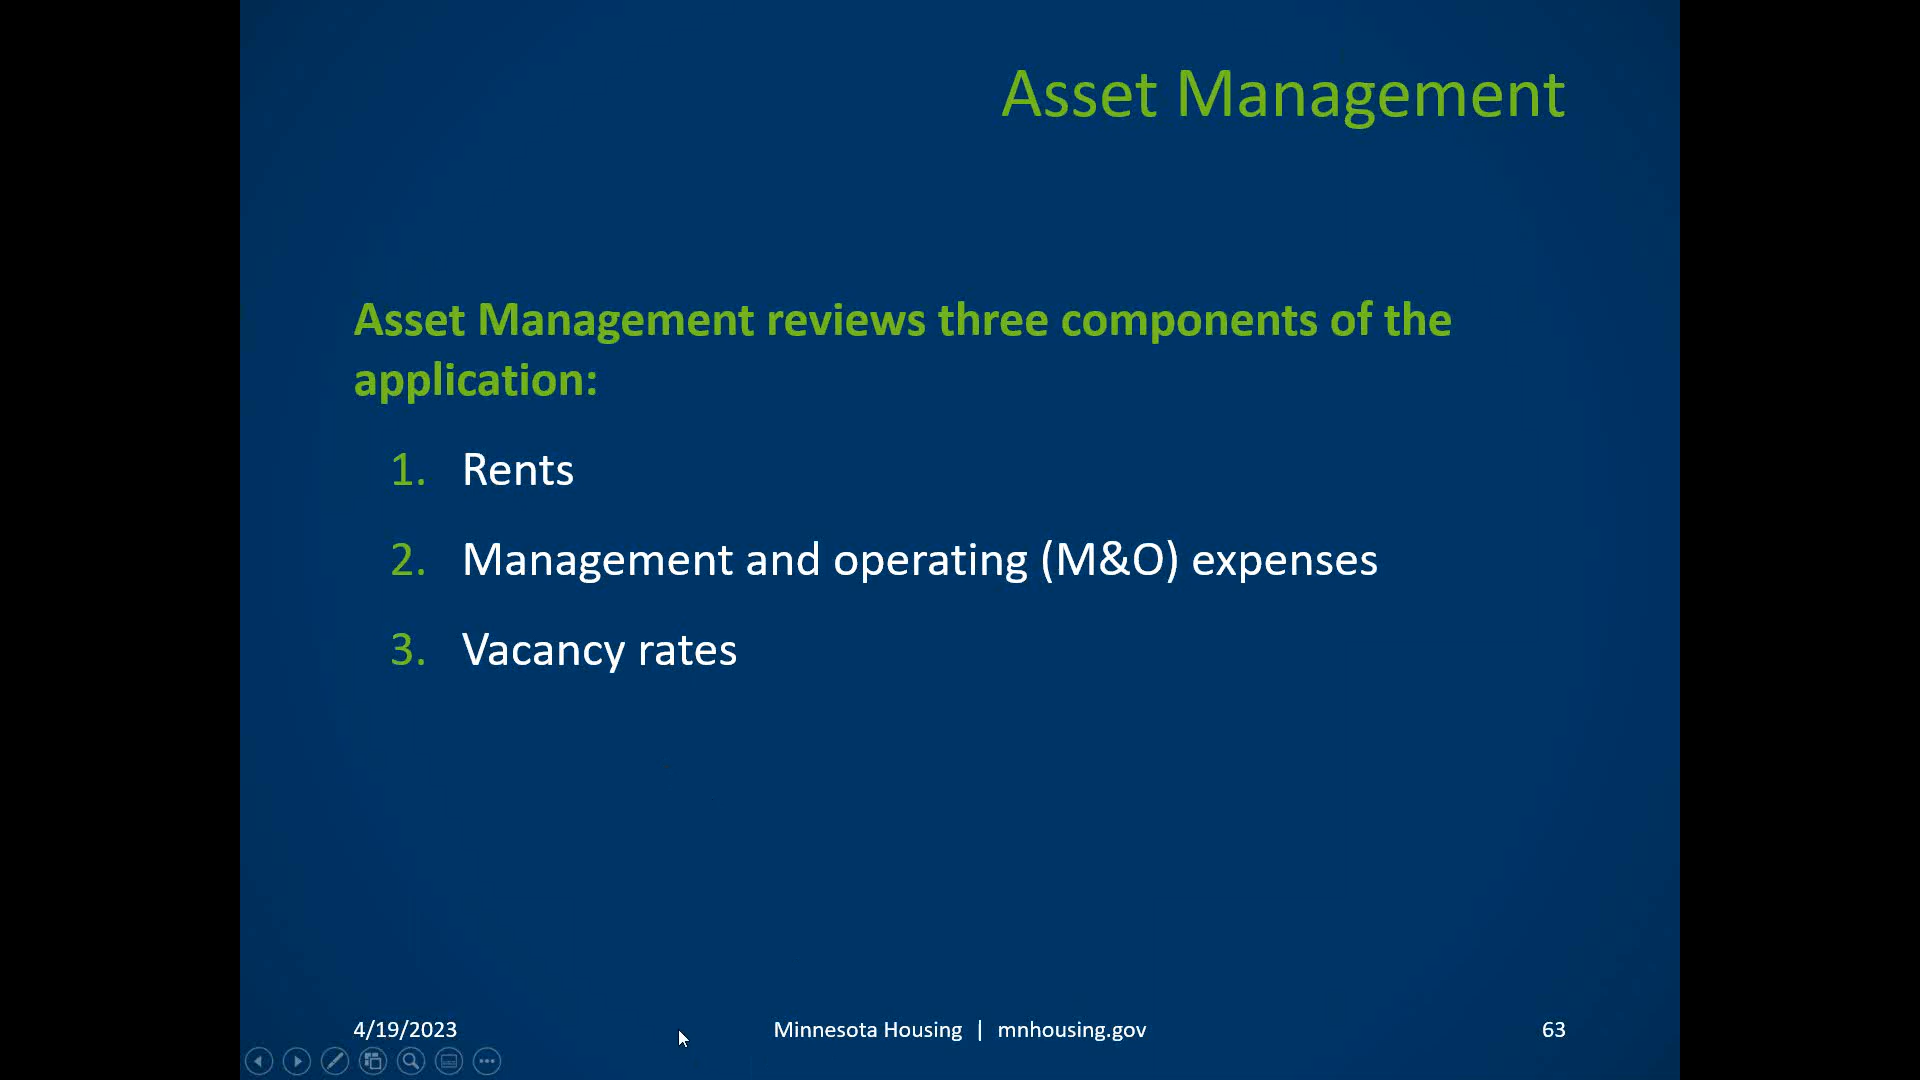 Asset Management
Asset Management reviews three components of the
application:
1. Rents
2. Management and operating (M&O) expenses
3. Vacancy rates
4/19/2023
Minnesota Housing | mnhousing.gov
63